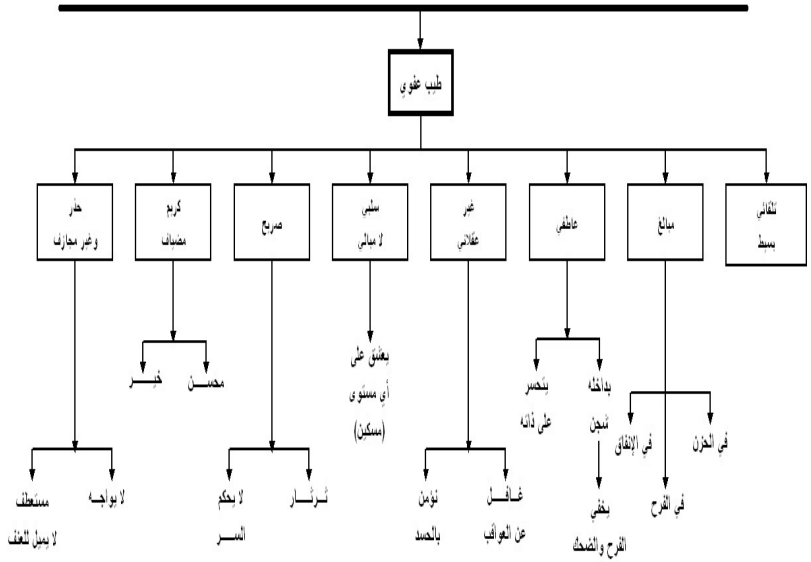 طيب عفوي
تلقائي
بسيط
مبالغ
عاطفي
غير
عقلاني
سلبي
لا مبالي
صريح
كريم
مضياف
حذر
وغير مجازف
في الحزن
في الفرح
في الإنفاق
بداخله
شجن
يخفي
الفرح والضحك
يتحسر
على ذاته
غافل
عن العواقب
نؤمن
بالحسد
يعشق على
أي مستوى
(مسكين)
ثرثار
لا يحكم
السر
محسن
خير
لا يواجه
مستعطف
لا يميل للعنف